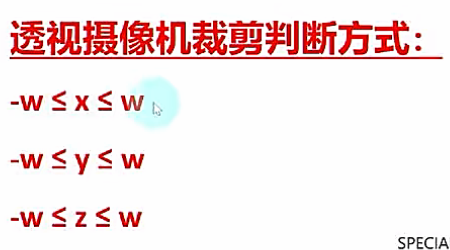 透视摄像机裁剪判断方式：
-w ≤ x ≤ w
-w ≤ y ≤ w
-w ≤ z ≤ w
SPECIA